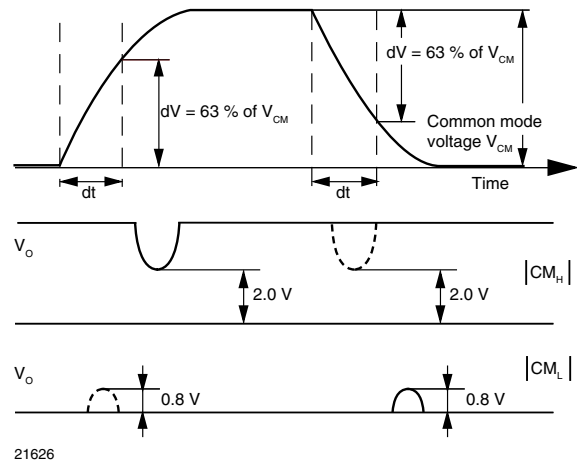 dV = 63 % of V_CM
dV = 63 % of V_CM
Common mode
voltage V_CM
dt
dt
Time
V_O
|CM_H|
2.0 V
2.0 V
V_O
|CM_L|
0.8 V
0.8 V
21626